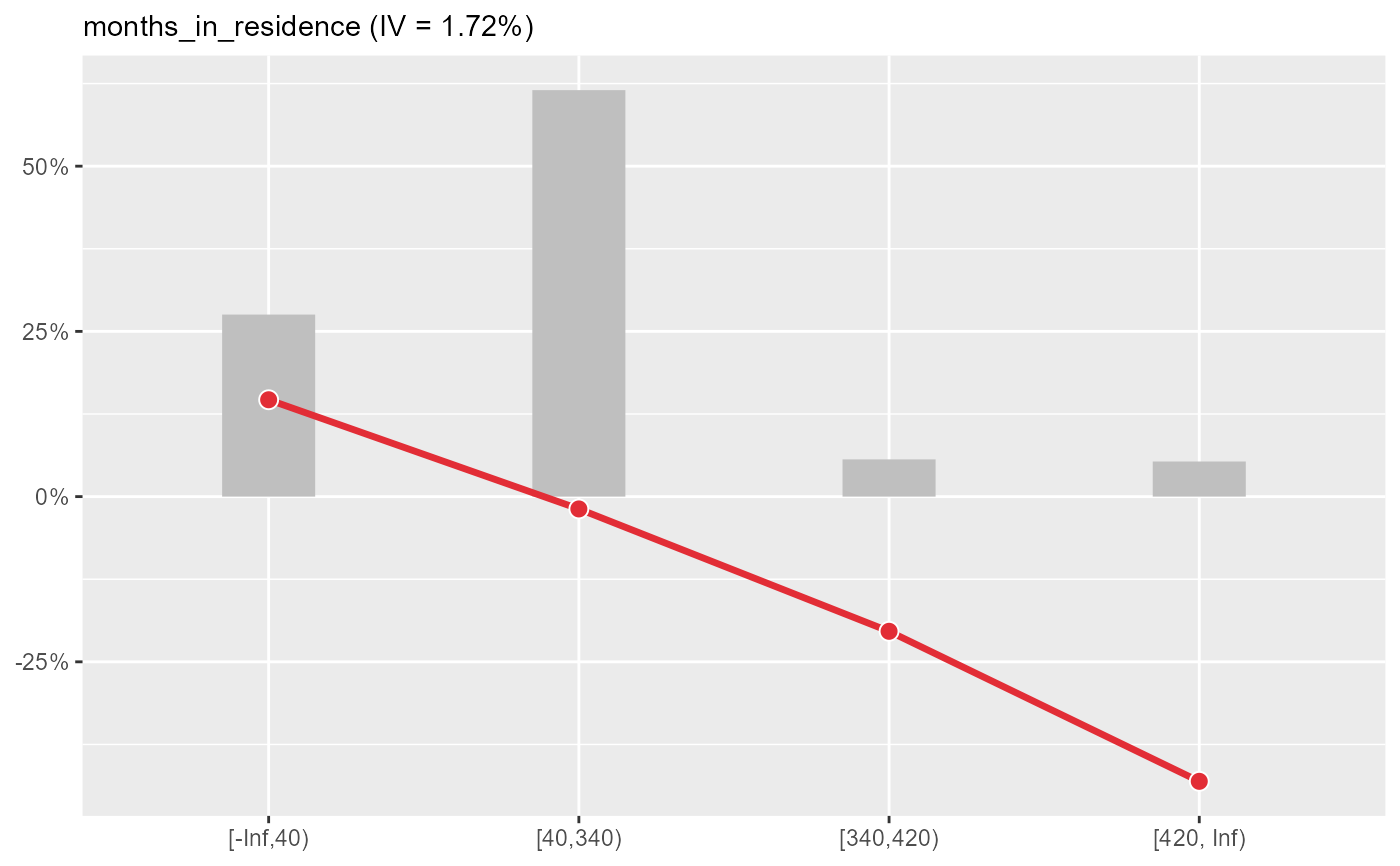 months_in_residence (IV = 1.72%)
50%
25%
0%
-25%
[-Inf,40)
[40,340)
[340,420)
[420, Inf)